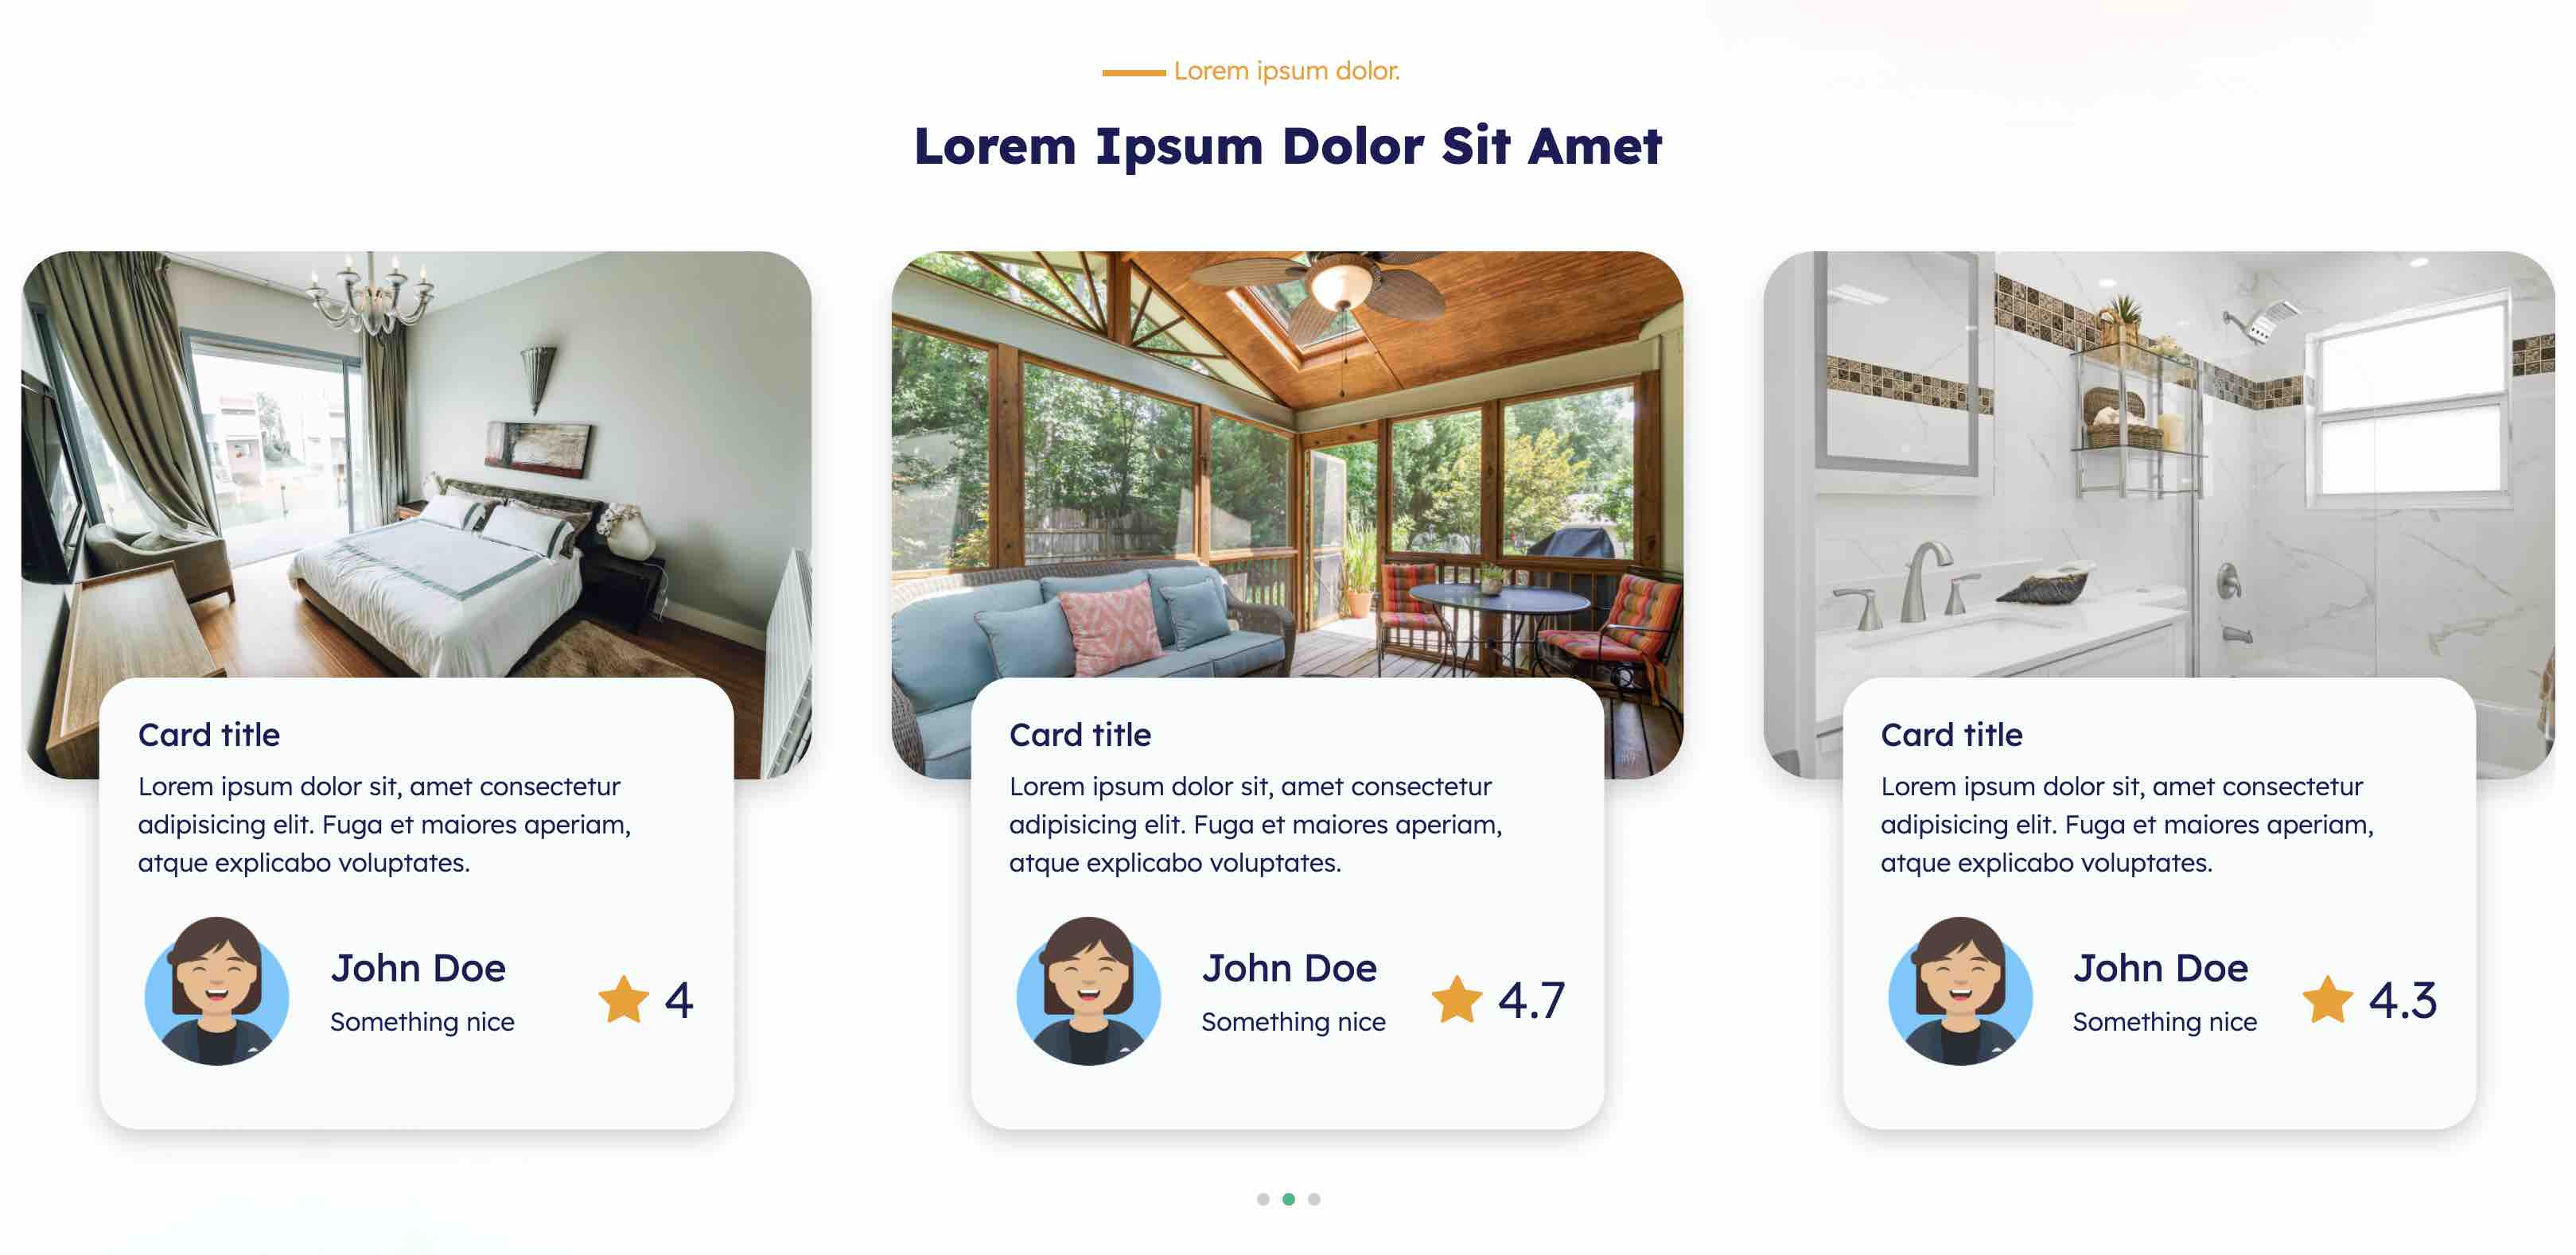 Lorem ipsum dolor.
Lorem Ipsum Dolor Sit Amet
Card title
Lorem ipsum dolor sit, amet consectetur
adipisicing elit. Fuga et maiores aperiam,
atque explicabo voluptates.
John Doe
Something nice
4
Card title
Lorem ipsum dolor sit, amet consectetur
adipisicing elit. Fuga et maiores aperiam,
atque explicabo voluptates.
John Doe
Something nice
4.7
Card title
Lorem ipsum dolor sit, amet consectetur
adipisicing elit. Fuga et maiores aperiam,
atque explicabo voluptates.
John Doe
Something nice
4.3